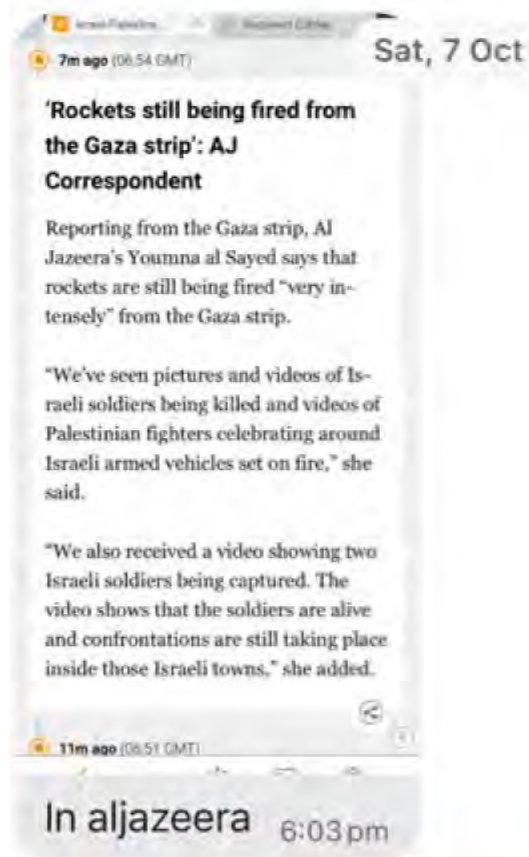 Sat, 7 Oct
7m ago (06:54 GMT)
‘Rockets still being fired from
the Gaza strip’: AJ
Correspondent
Reporting from the Gaza strip, Al
Jazeera’s Youmna al Sayed says that
rockets are still being fired “very in-
tensely” from the Gaza strip.
“We’ve seen pictures and videos of Is-
raeli soldiers being killed and videos of
Palestinian fighters celebrating around
Israeli armed vehicles set on fire,” she
said.
“We also received a video showing two
Israeli soldiers being captured. The
video shows that the soldiers are alive
and confrontations are still taking place
inside those Israeli towns,” she added.
11m ago (06:51 GMT)
In aljazeera 6:03 pm